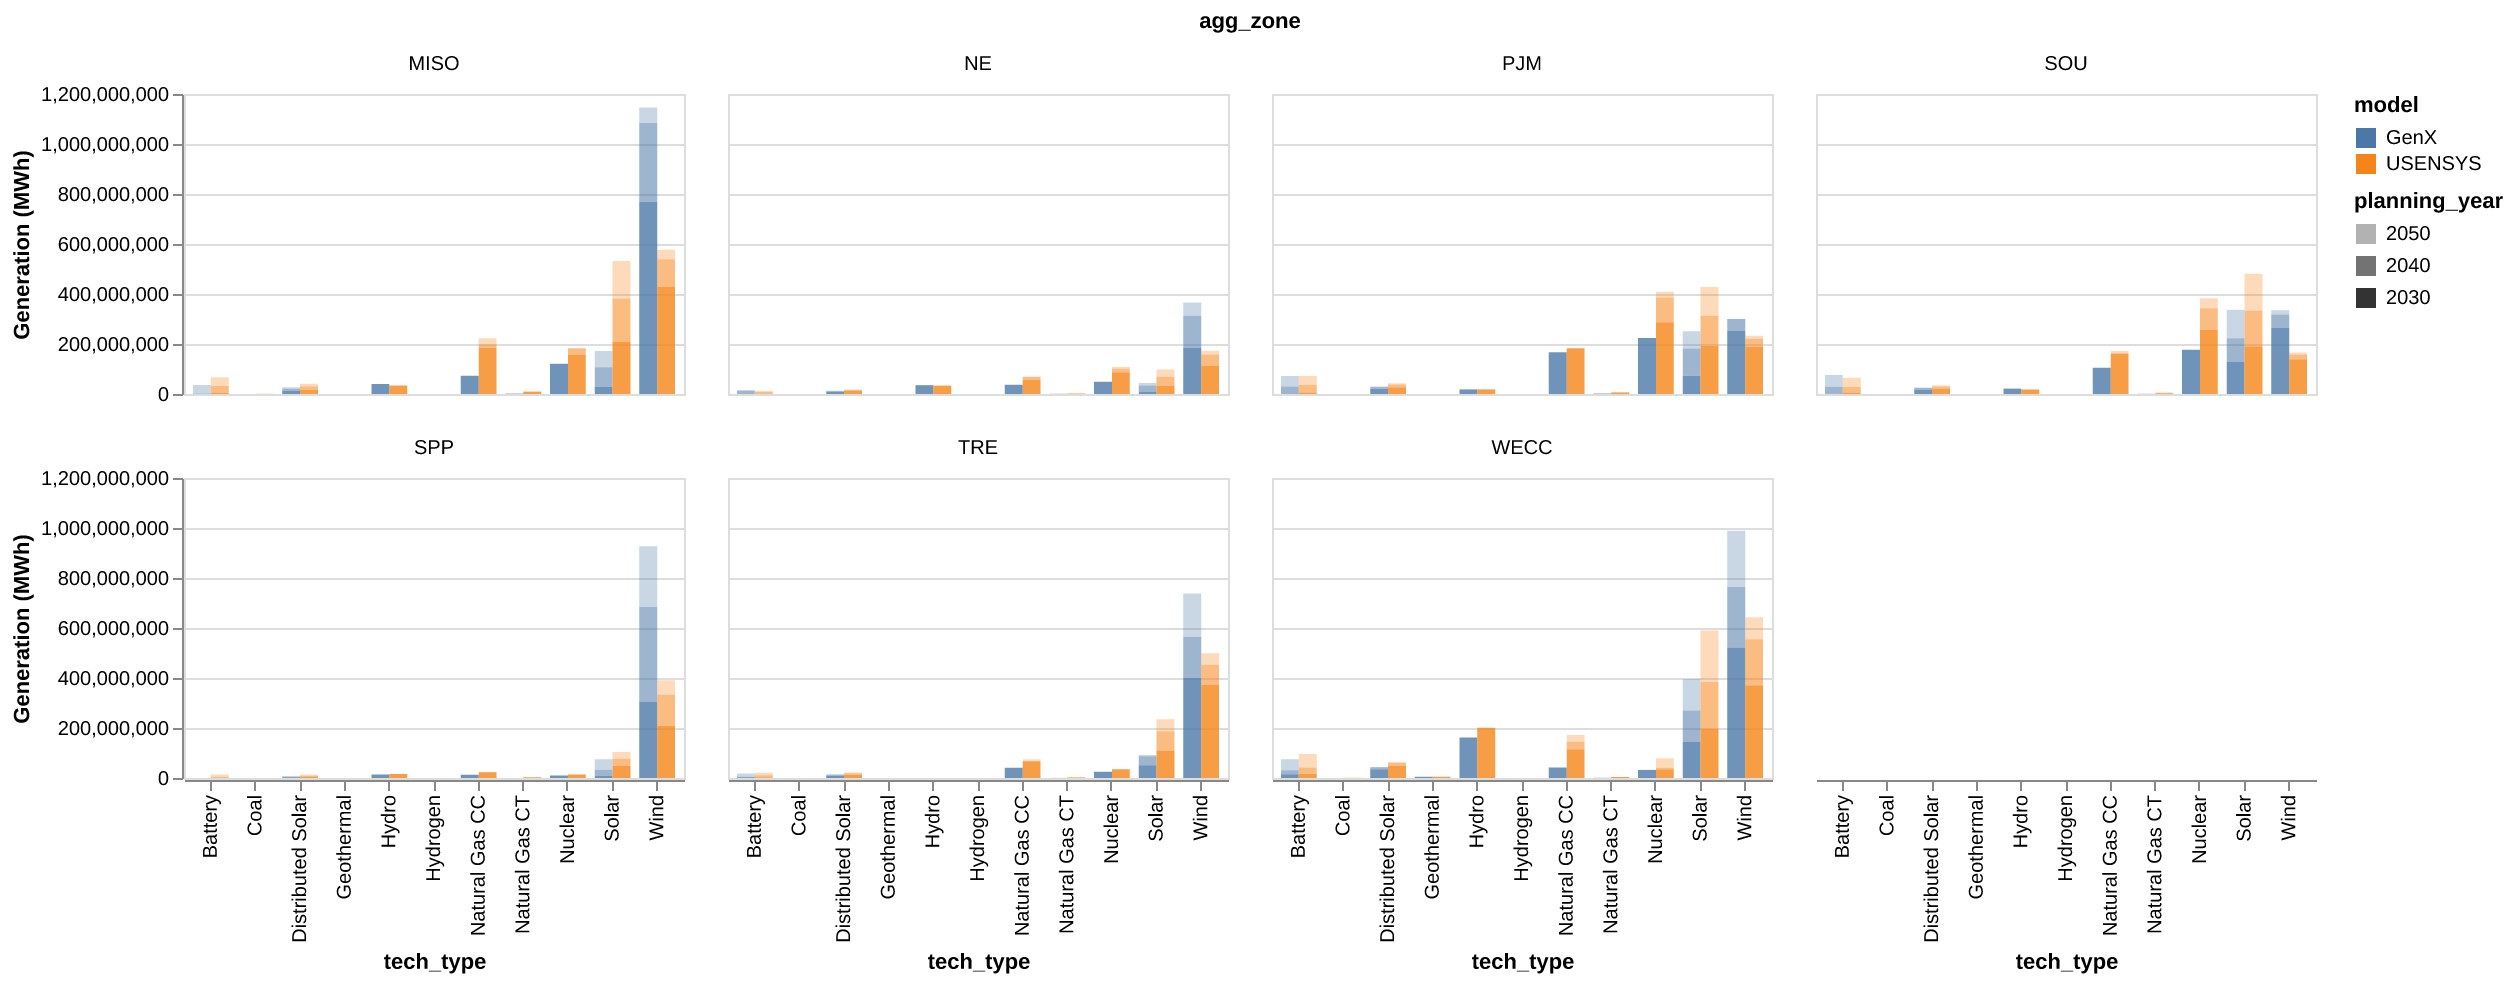 agg_zone
MISO
NE
PJM
SOU
model
GenX
USENSYS
planning_year
2050
2040
2030
Generation (MWh)
1,200,000,000
1,000,000,000
800,000,000
600,000,000
400,000,000
200,000,000
0
SPP
TRE
WECC
Generation (MWh)
1,200,000,000
1,000,000,000
800,000,000
600,000,000
400,000,000
200,000,000
0
Battery
Coal
Distributed Solar
Geothermal
Hydro
Hydrogen
Natural Gas CC
Natural Gas CT
Nuclear
Solar
Wind
Battery
Coal
Distributed Solar
Geothermal
Hydro
Hydrogen
Natural Gas CC
Natural Gas CT
Nuclear
Solar
Wind
Battery
Coal
Distributed Solar
Geothermal
Hydro
Hydrogen
Natural Gas CC
Natural Gas CT
Nuclear
Solar
Wind
Battery
Coal
Distributed Solar
Geothermal
Hydro
Hydrogen
Natural Gas CC
Natural Gas CT
Nuclear
Solar
Wind
tech_type
tech_type
tech_type
tech_type